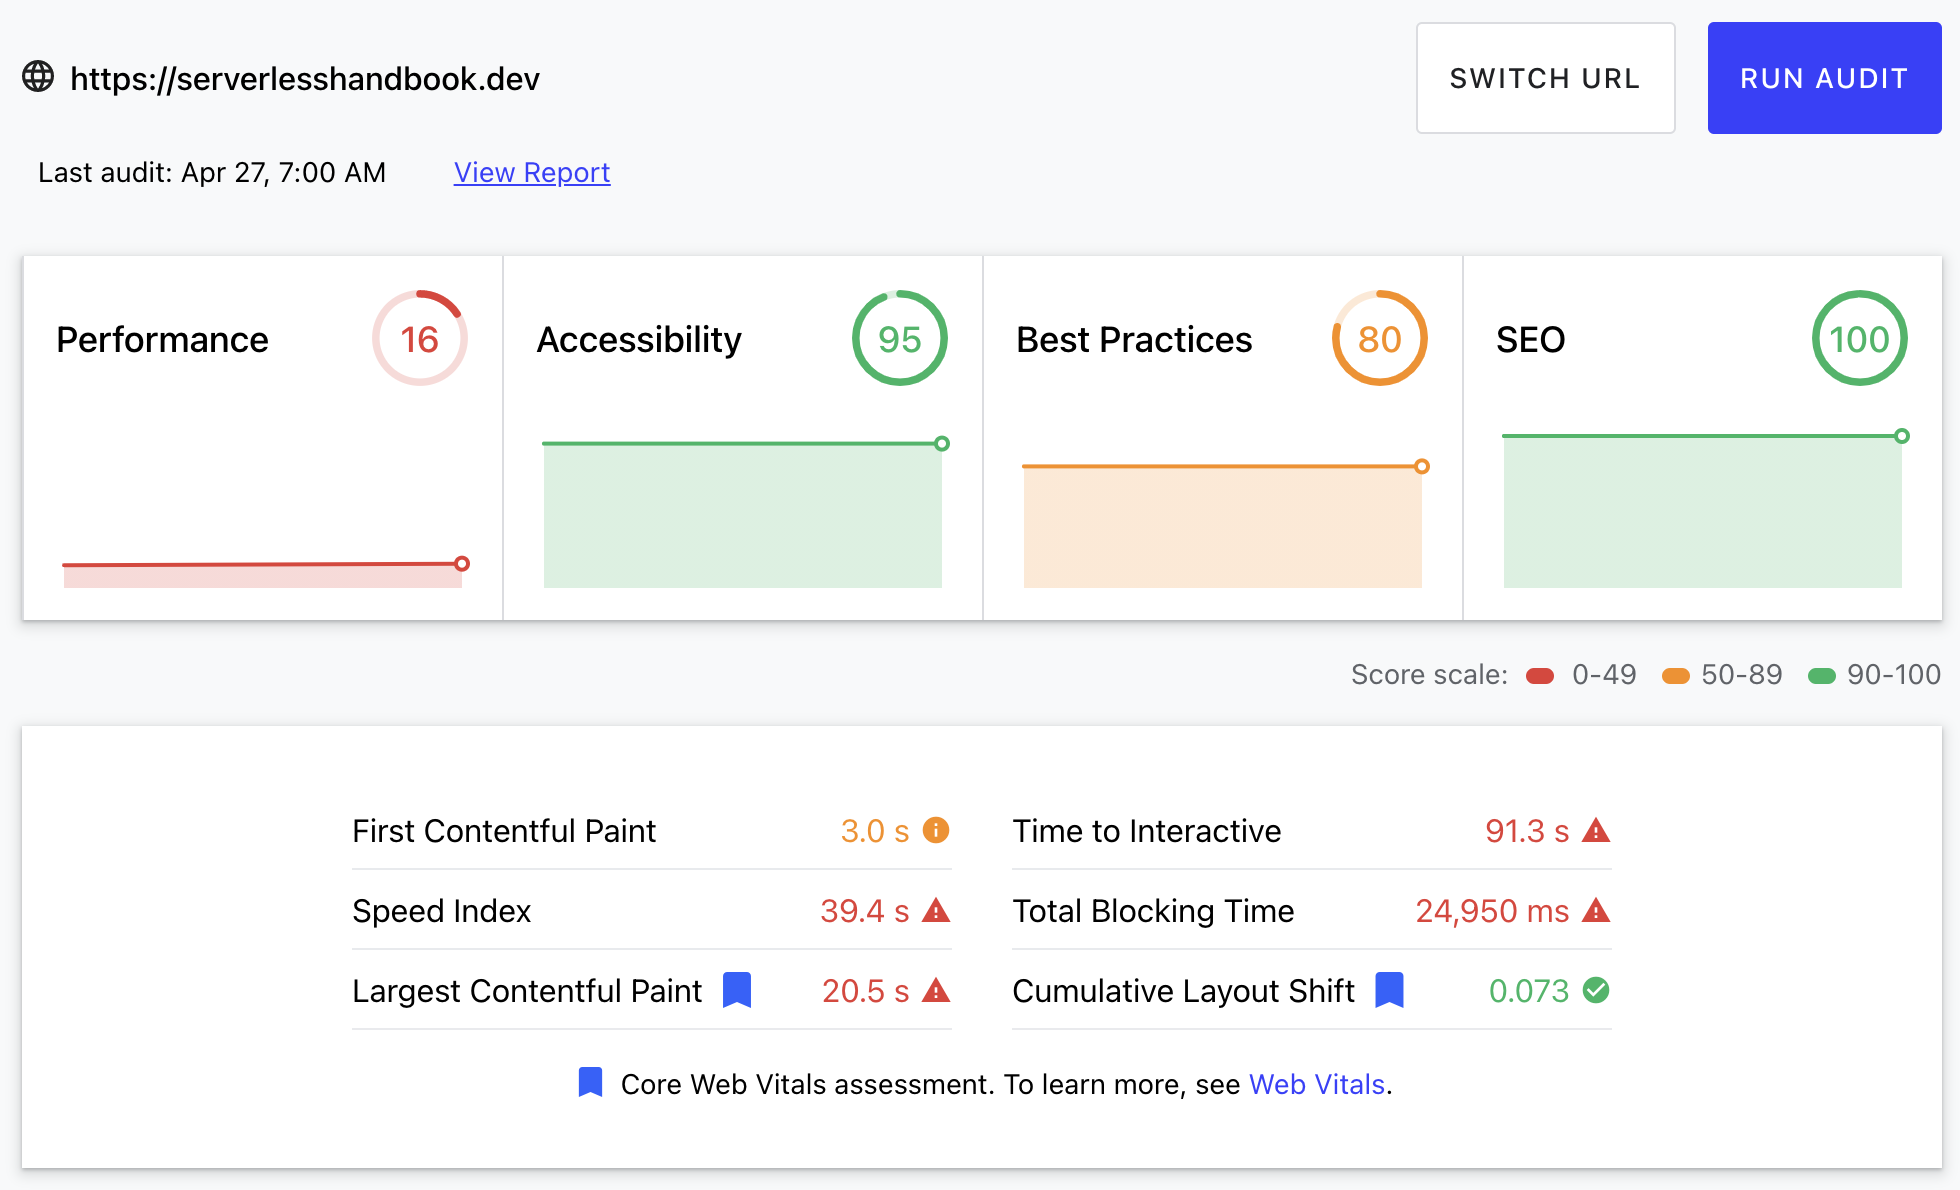 https://serverlesshandbook.dev
SWITCH URL
RUN AUDIT
Last audit: Apr 27, 7:00 AM
View Report
Performance
16
Accessibility
95
Best Practices
80
SEO
100
Score scale: 0-49 50-89 90-100
First Contentful Paint 3.0 s
Time to Interactive 91.3 s
Speed Index 39.4 s
Total Blocking Time 24,950 ms
Largest Contentful Paint 20.5 s
Cumulative Layout Shift 0.073
Core Web Vitals assessment. To learn more, see Web Vitals.